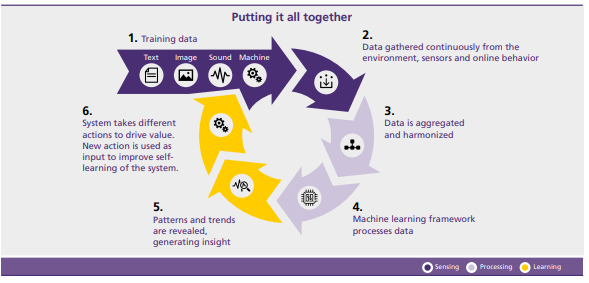 Putting it all together
1. Training data
Text Image Sound Machine
2.
Data gathered continuously from the
environment, sensors and online behavior
3.
Data is aggregated
and harmonized
4.
Machine learning framework
processes data
5.
Patterns and trends
are revealed,
generating insight
6.
System takes different
actions to drive value.
New action is used as
input to improve self-
learning of the system.
Sensing Processing Learning